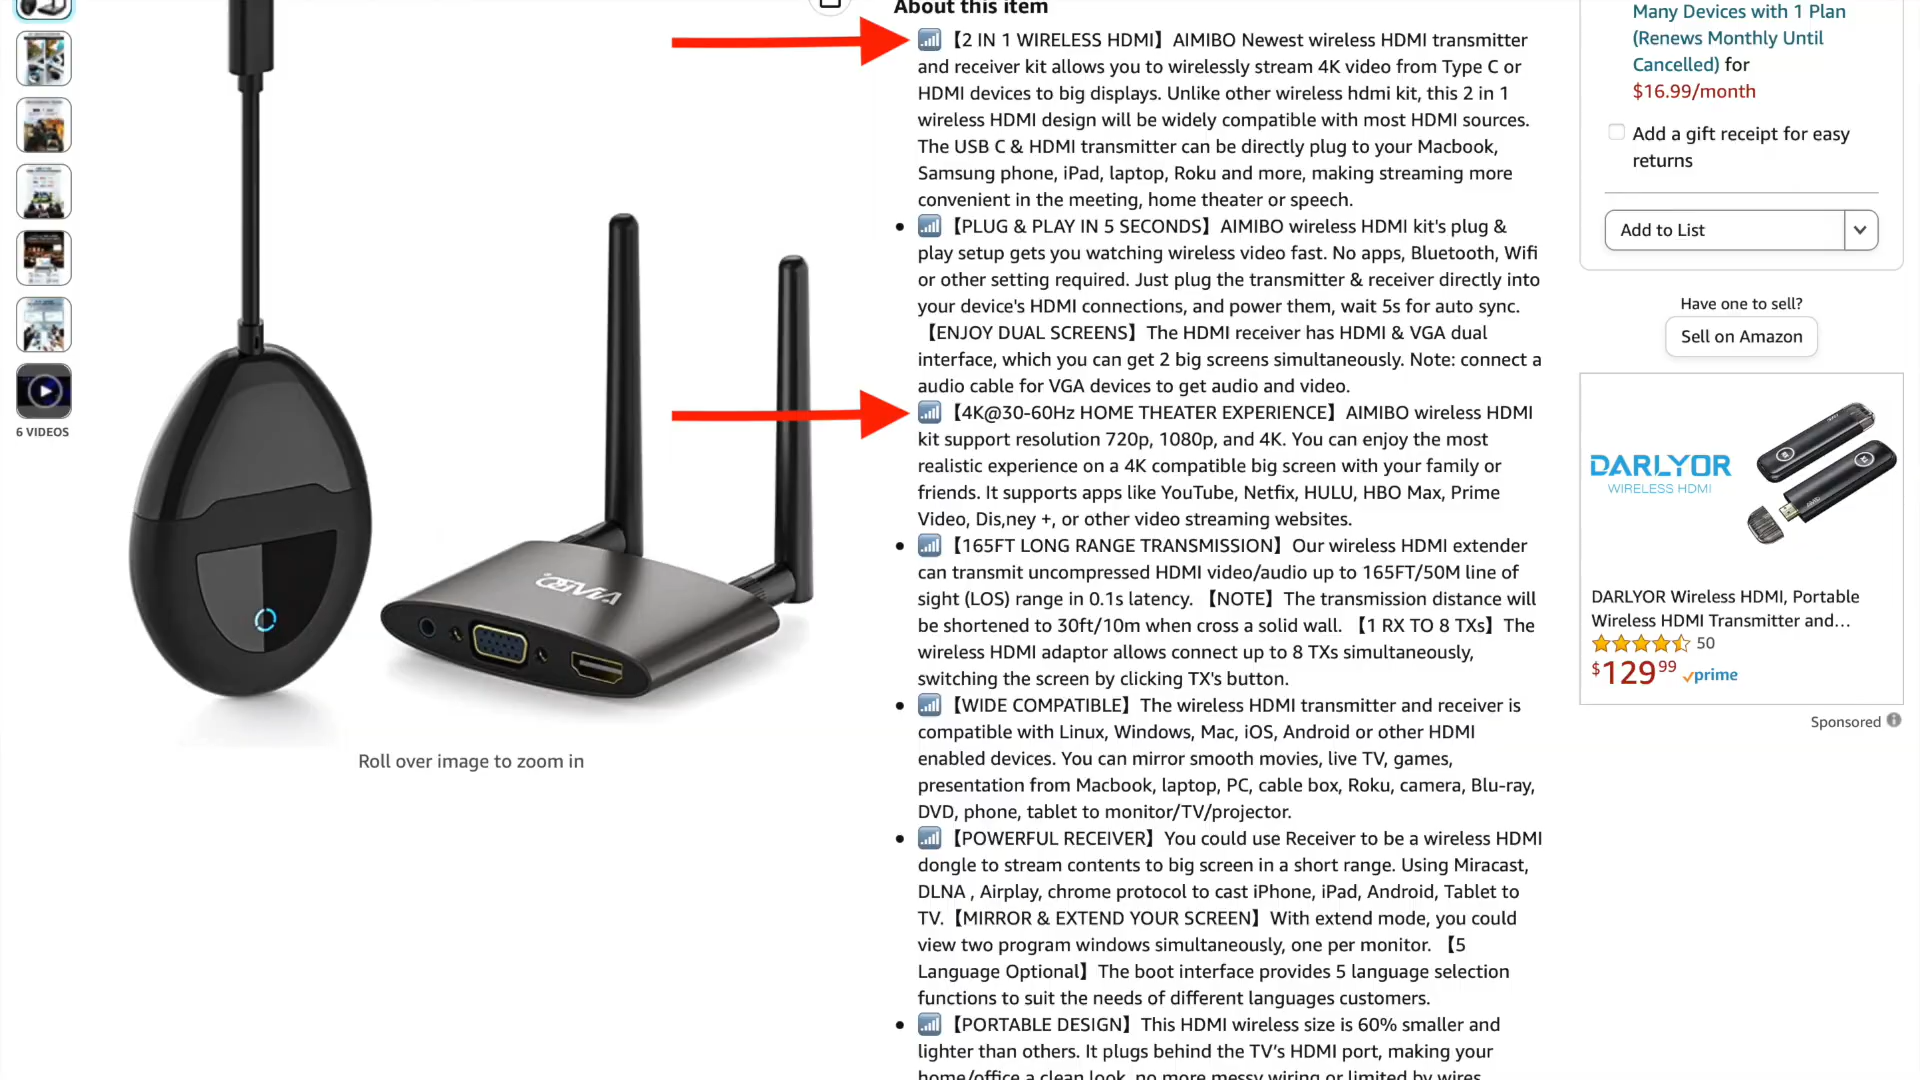 6 VIDEOS
Roll over image to zoom in
About this item
【2 IN 1 WIRELESS HDMI】AIMIBO Newest wireless HDMI transmitter
and receiver kit allows you to wirelessly stream 4K video from Type C or
HDMI devices to big displays. Unlike other wireless hdmi kit, this 2 in 1
wireless HDMI design will be widely compatible with most HDMI sources.
The USB C & HDMI transmitter can be directly plug to your Macbook,
Samsung phone, iPad, laptop, Roku and more, making streaming more
convenient in the meeting, home theater or speech.
【PLUG & PLAY IN 5 SECONDS】AIMIBO wireless HDMI kit's plug &
play setup gets you watching wireless video fast. No apps, Bluetooth, Wifi
or other setting required. Just plug the transmitter & receiver directly into
your device's HDMI connections, and power them, wait 5s for auto sync.
【ENJOY DUAL SCREENS】The HDMI receiver has HDMI & VGA dual
interface, which you can get 2 big screens simultaneously. Note: connect a
audio cable for VGA devices to get audio and video.
【4K@30-60Hz HOME THEATER EXPERIENCE】AIMIBO wireless HDMI
kit support resolution 720p, 1080p, and 4K. You can enjoy the most
realistic experience on a 4K compatible big screen with your family or
friends. It supports apps like YouTube, Netfix, HULU, HBO Max, Prime
Video, Dis,ney +, or other video streaming websites.
【165FT LONG RANGE TRANSMISSION】Our wireless HDMI extender
can transmit uncompressed HDMI video/audio up to 165FT/50M line of
sight (LOS) range in 0.1s latency. 【NOTE】The transmission distance will
be shortened to 30ft/10m when cross a solid wall. 【1 RX TO 8 TXs】The
wireless HDMI adaptor allows connect up to 8 TXs simultaneously,
switching the screen by clicking TX's button.
【WIDE COMPATIBLE】The wireless HDMI transmitter and receiver is
compatible with Linux, Windows, Mac, iOS, Android or other HDMI
enabled devices. You can mirror smooth movies, live TV, games,
presentation from Macbook, laptop, PC, cable box, Roku, camera, Blu-ray,
DVD, phone, tablet to monitor/TV/projector.
【POWERFUL RECEIVER】You could use Receiver to be a wireless HDMI
dongle to stream contents to big screen in a short range. Using Miracast,
DLNA , Airplay, chrome protocol to cast iPhone, iPad, Android, Tablet to
TV.【MIRROR & EXTEND YOUR SCREEN】With extend mode, you could
view two program windows simultaneously, one per monitor. 【5
Language Optional】The boot interface provides 5 language selection
functions to suit the needs of different languages customers.
【PORTABLE DESIGN】This HDMI wireless size is 60% smaller and
lighter than others. It plugs behind the TV’s HDMI port, making your
home/office a clean look, no more messy wiring or limited by wires.
Many Devices with 1 Plan
(Renews Monthly Until
Cancelled) for
$16.99/month
Add a gift receipt for easy
returns
Add to List
Have one to sell?
Sell on Amazon
DARLYOR
WIRELESS HDMI
DARLYOR Wireless HDMI, Portable
Wireless HDMI Transmitter and...
50
$129 99 prime
Sponsored